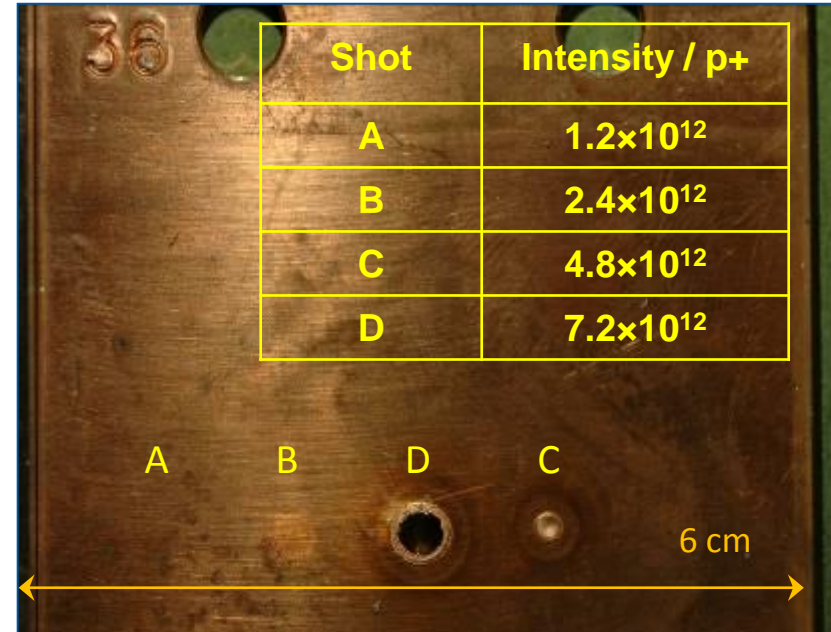 36
Shot Intensity / p+
A 1.2×10¹²
B 2.4×10¹²
C 4.8×10¹²
D 7.2×10¹²
A B D C
6 cm